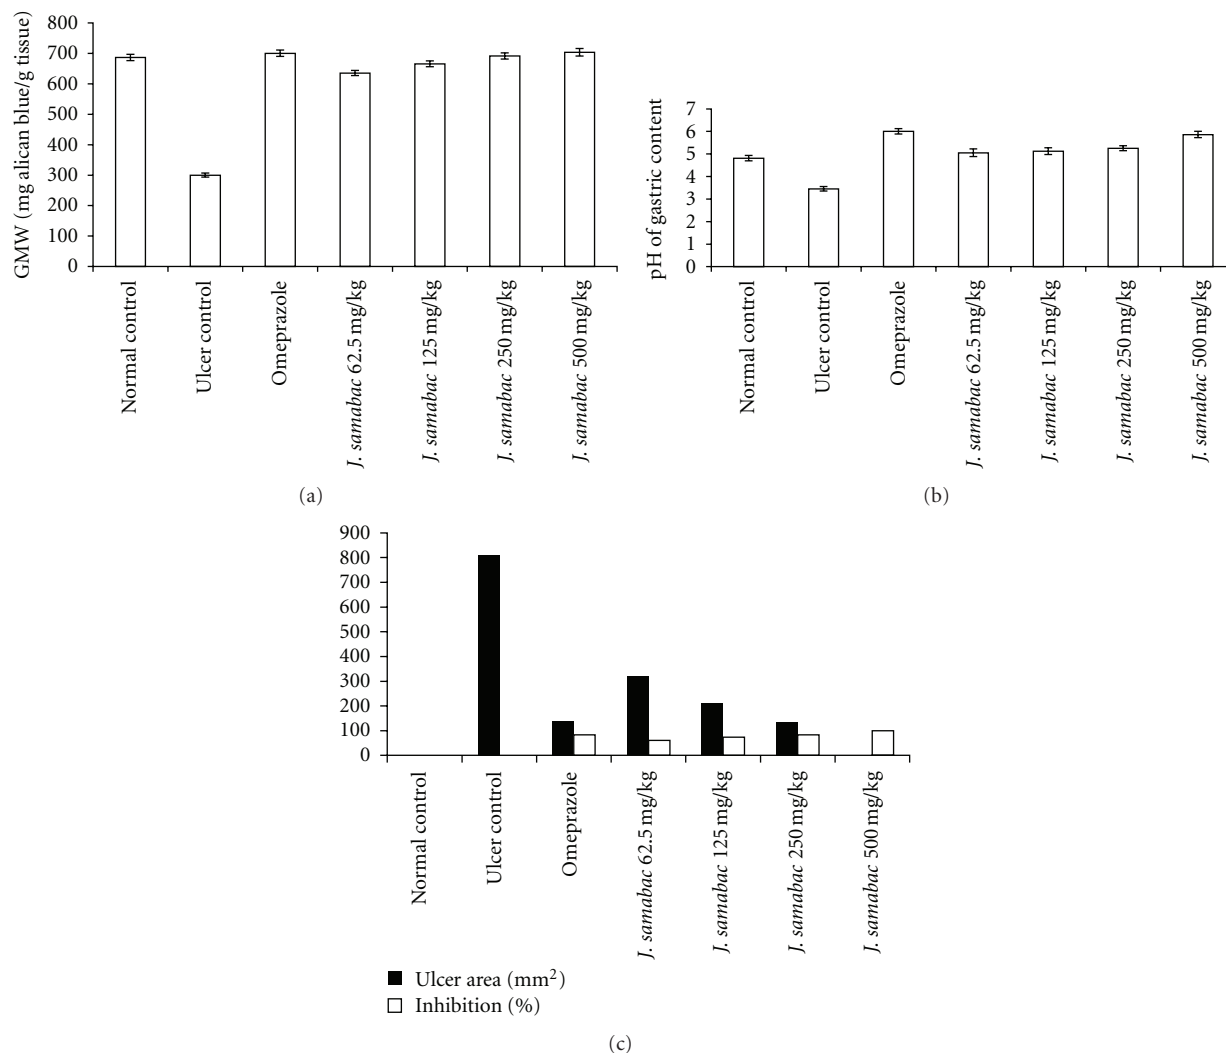 GMW (mg alican blue/g tissue)
800
700
600
500
400
300
200
100
0
Normal control
Ulcer control
Omeprazole
J. samabac 62.5 mg/kg
J. samabac 125 mg/kg
J. samabac 250 mg/kg
J. samabac 500 mg/kg
(a)
pH of gastric content
7
6
5
4
3
2
1
0
Normal control
Ulcer control
Omeprazole
J. samabac 62.5 mg/kg
J. samabac 125 mg/kg
J. samabac 250 mg/kg
J. samabac 500 mg/kg
(b)
900
800
700
600
500
400
300
200
100
0
Normal control
Ulcer control
Omeprazole
J. samabac 62.5 mg/kg
J. samabac 125 mg/kg
J. samabac 250 mg/kg
J. samabac 500 mg/kg
Ulcer area (mm²)
Inhibition (%)
(c)